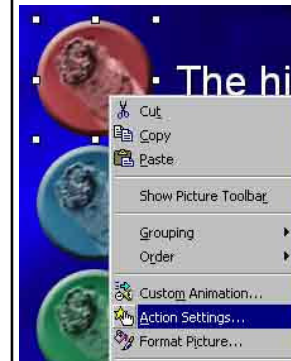 The hi
Cut
Copy
Paste
Show Picture Toolbar
Grouping
Order
Custom Animation...
Action Settings...
Format Picture...